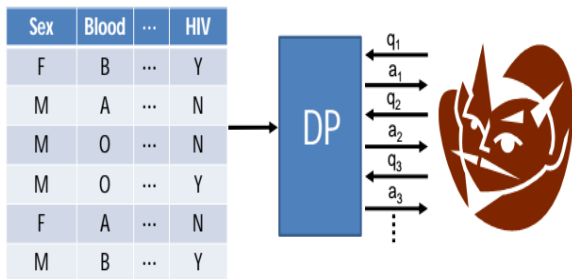 Sex Blood ... HIV
F B ... Y
M A ... N
M O ... N
M O ... Y
F A ... N
M B ... Y
DP
q1
a1
q2
a2
q3
a3